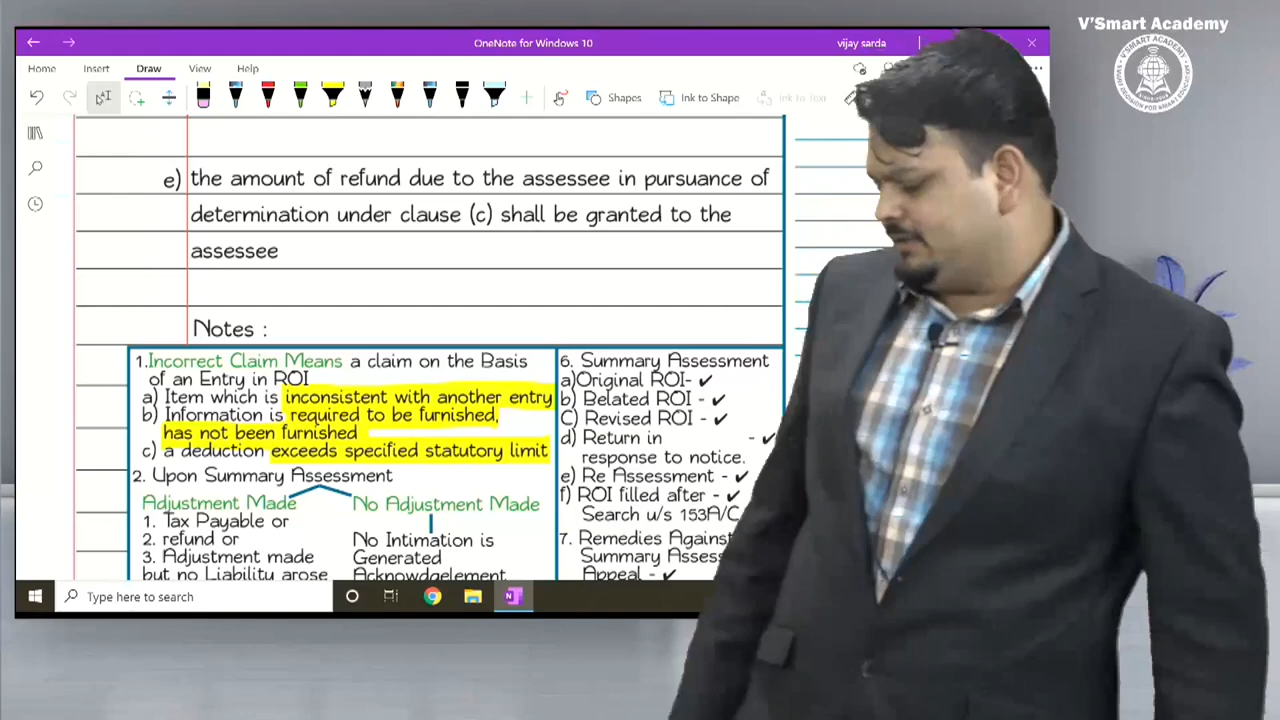 V'Smart Academy
OneNote for Windows 10
vijay sarda
Home Insert Draw View Help
Shapes Ink to Shape Ink to Text
e) the amount of refund due to the assessee in pursuance of
determination under clause (c) shall be granted to the
assessee
Notes :
1.Incorrect Claim Means a claim on the Basis
of an Entry in ROI
a) Item which is inconsistent with another entry
b) Information is required to be furnished,
has not been furnished
c) a deduction exceeds specified statutory limit
2. Upon Summary Assessment
Adjustment Made No Adjustment Made
1. Tax Payable or
2. refund or
3. Adjustment made
but no Liability arose
No Intimation is
Generated
Acknowdgelement
6. Summary Assessment
a)Original ROI- ✔
b) Belated ROI - ✔
C) Revised ROI - ✔
d) Return in - ✔
response to notice.
e) Re Assessment - ✔
f) ROI filled after - ✔
Search u/s 153A/C
7. Remedies Against
Summary
Appeal - ✔
Type here to search